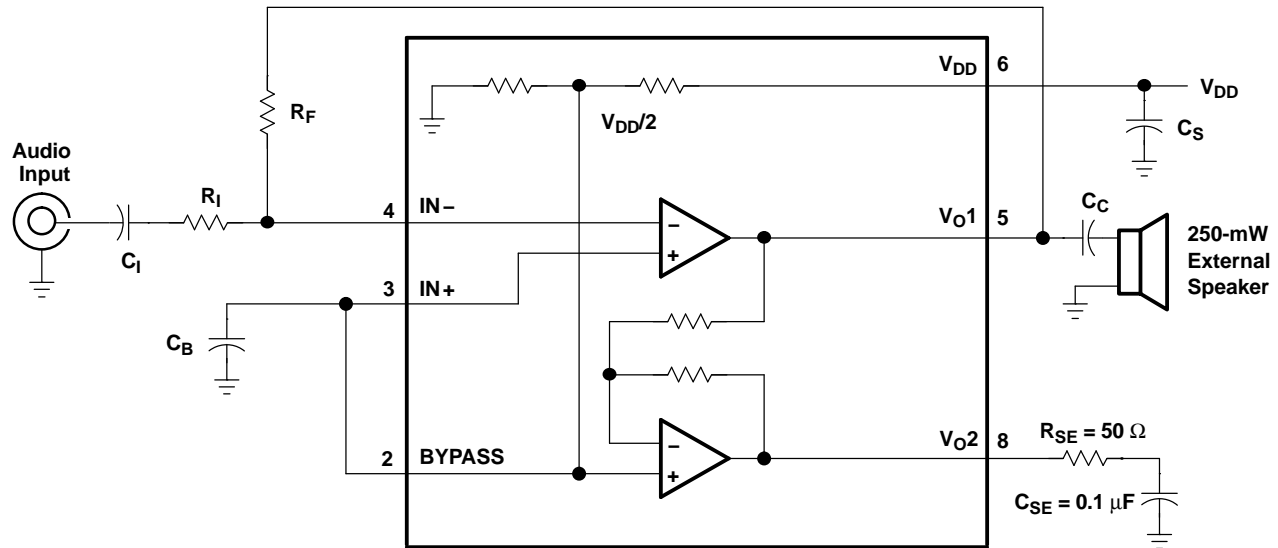 V_DD 6
R_F
V_DD/2
V_DD
C_S
Audio
Input
R_I
C_I
4 IN−
−
+
V_O1 5
C_C
250-mW
External
Speaker
3 IN+
C_B
2 BYPASS
−
+
V_O2 8
R_SE = 50 Ω
C_SE = 0.1 μF